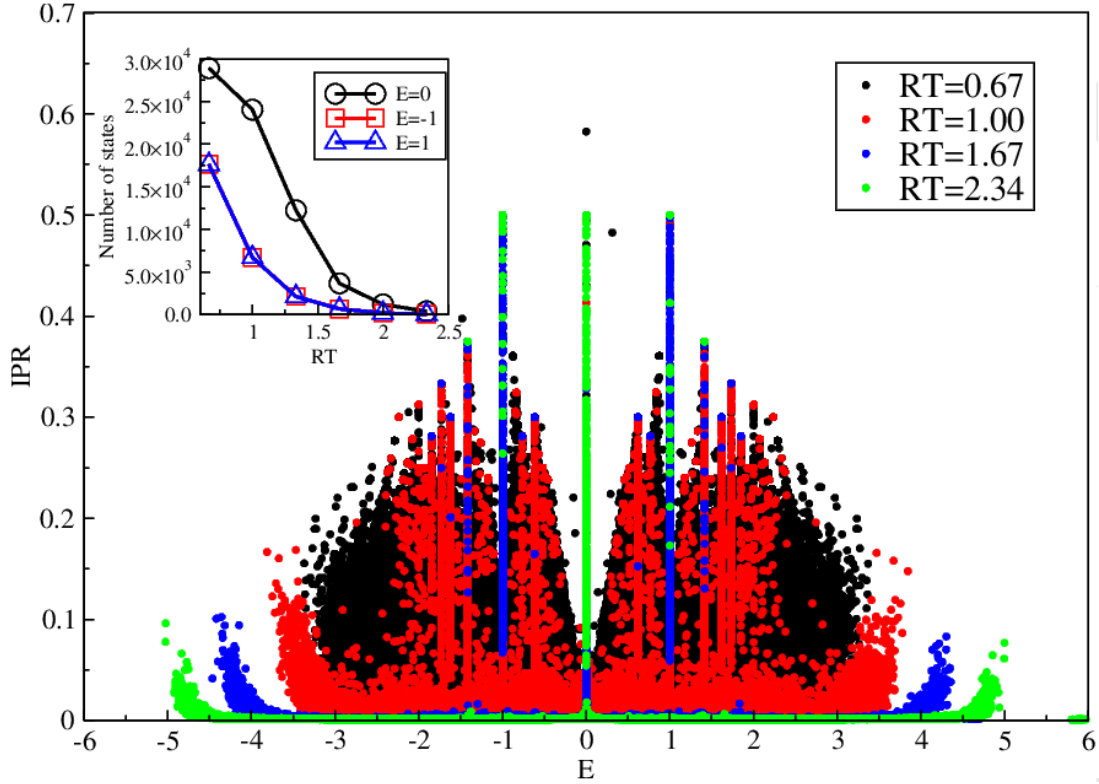 0.7
0.6
0.5
0.4
0.3
0.2
0.1
0
IPR
-6
-5
-4
-3
-2
-1
0
1
2
3
4
5
6
E
3.0×10⁴
2.5×10⁴
2.0×10⁴
1.5×10⁴
1.0×10⁴
5.0×10³
0.0
Number of states
1
1.5
2
2.5
RT
E=0
E=-1
E=1
RT=0.67
RT=1.00
RT=1.67
RT=2.34